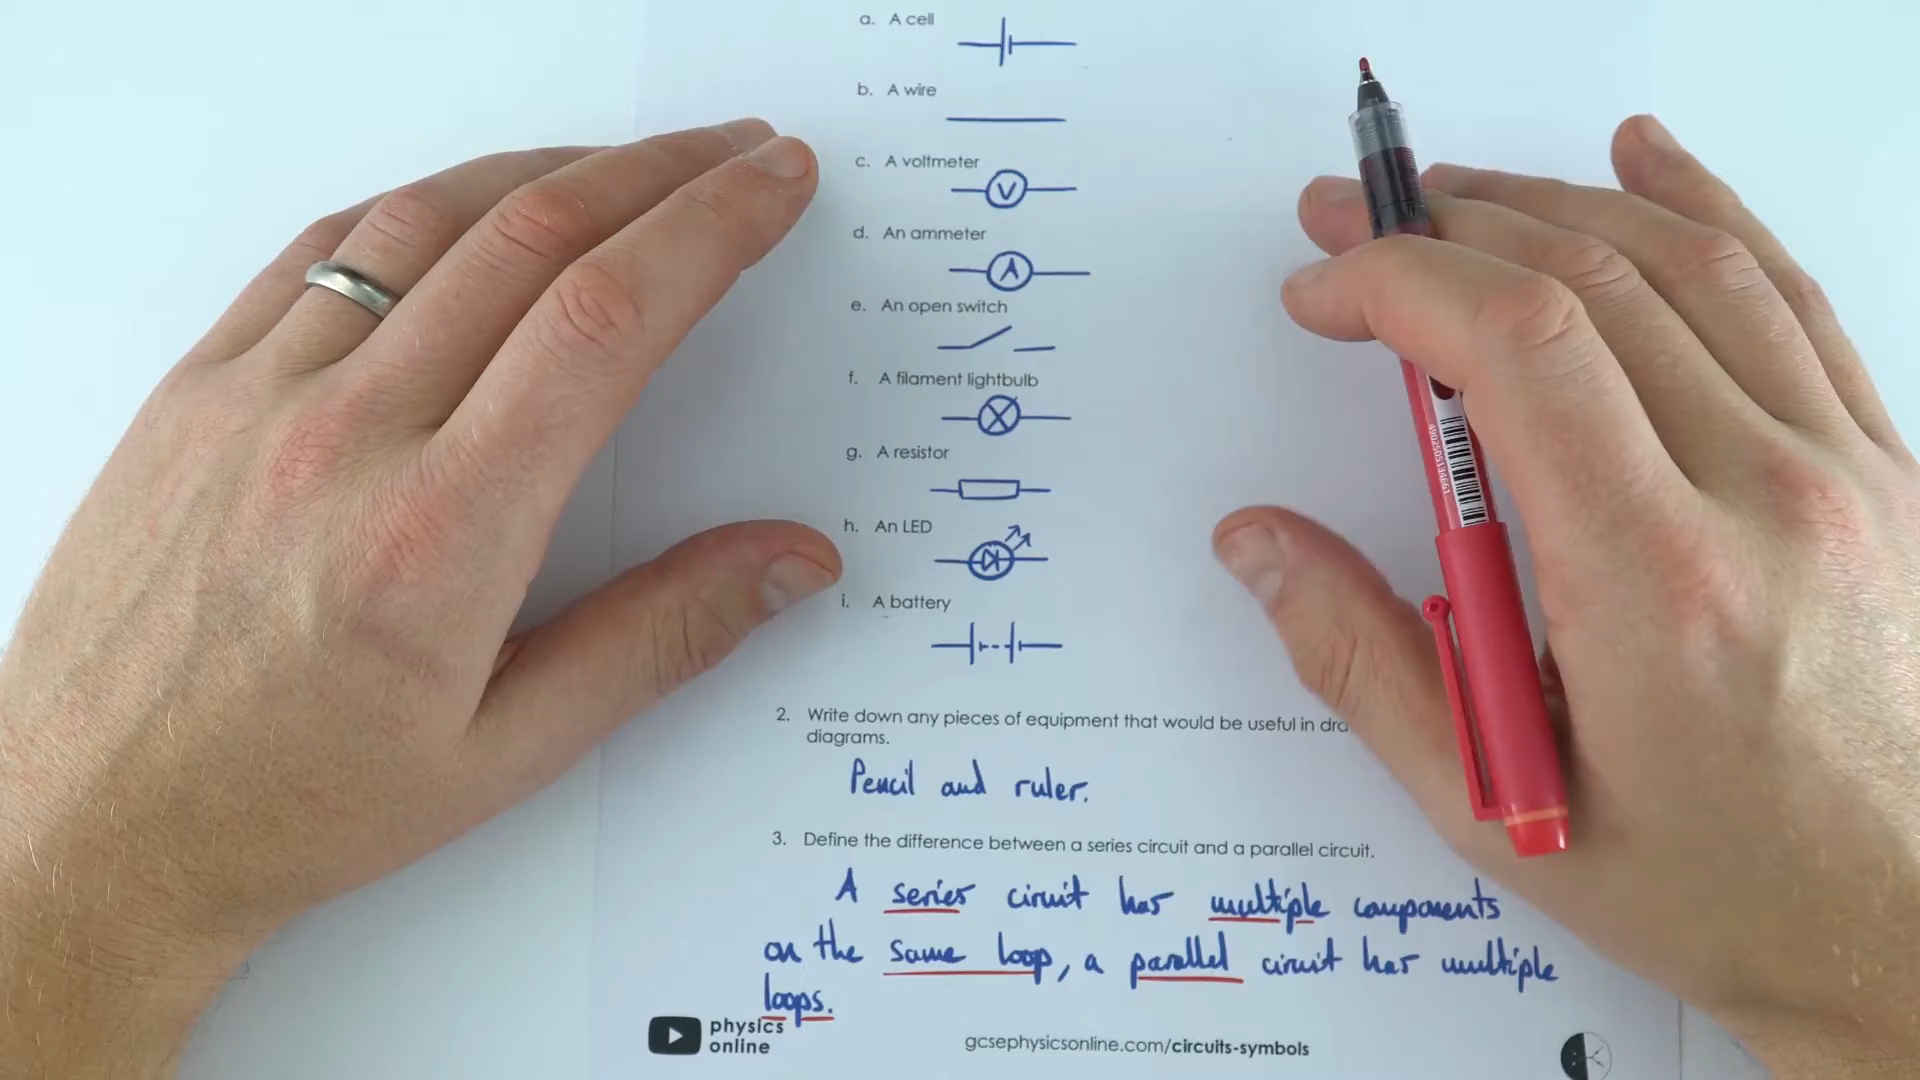 a. A cell
b. A wire
c. A voltmeter
V
d. An ammeter
A
e. An open switch
f. A filament lightbulb
g. A resistor
h. An LED
i. A battery
2. Write down any pieces of equipment that would be useful in dra
diagrams.
Pencil and ruler.
3. Define the difference between a series circuit and a parallel circuit.
A series circuit has multiple components
on the same loop, a parallel circuit has multiple
loops.
physics
online
gcsephysicsonline.com/circuits-symbols
4902505134661